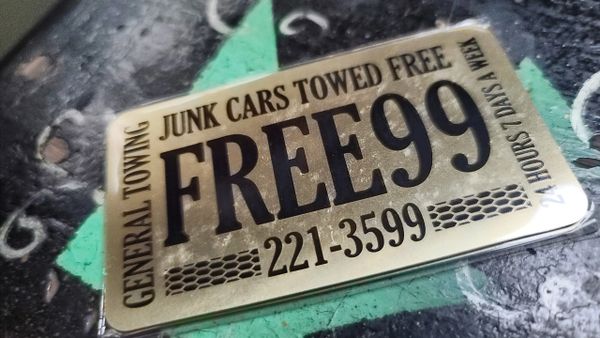 JUNK CARS TOWED FREE
GENERAL TOWING
FREE99
24 HOURS 7 DAYS A WEEK
221-3599